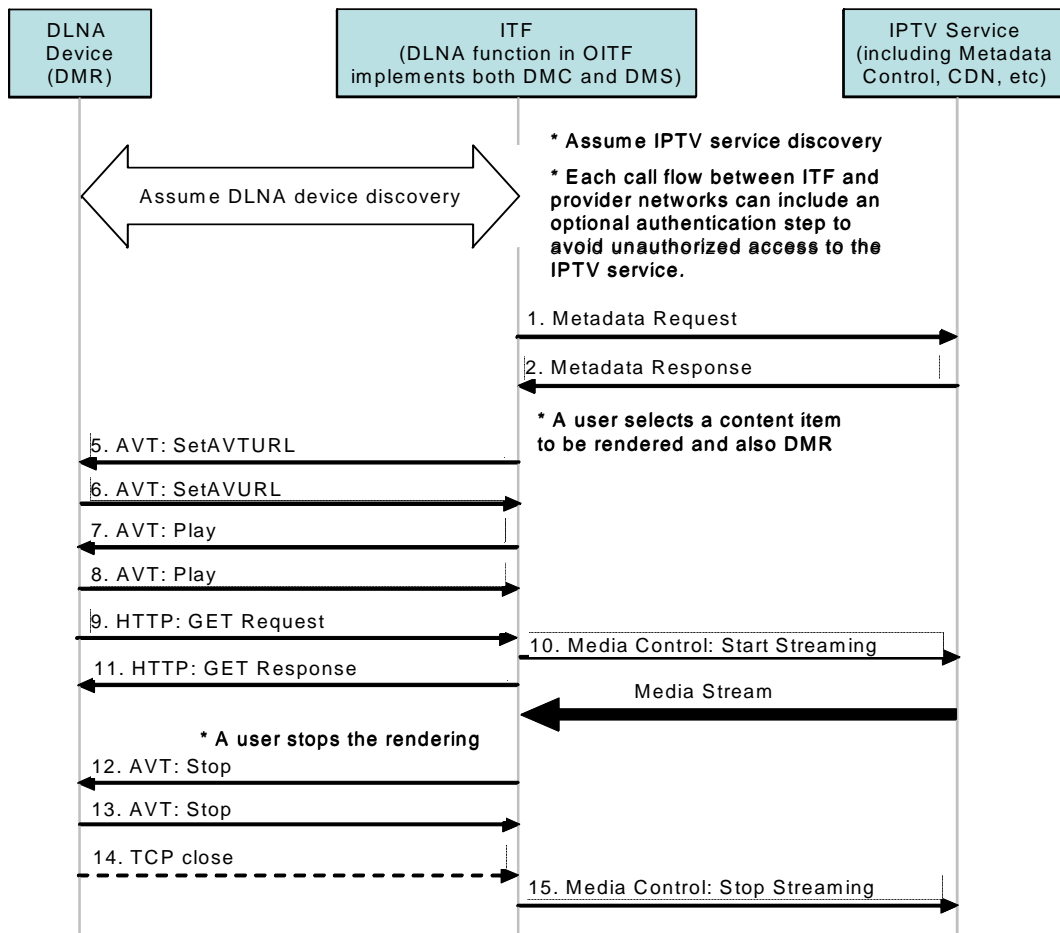 DLNA
Device
(DMR)
ITF
(DLNA function in OITF
implements both DMC and DMS)
IPTV Service
(including Metadata
Control, CDN, etc)
Assume DLNA device discovery
* Assume IPTV service discovery
* Each call flow between ITF and
provider networks can include an
optional authentication step to
avoid unauthorized access to the
IPTV service.
1. Metadata Request
2. Metadata Response
* A user selects a content item
to be rendered and also DMR
5. AVT: SetAVTURL
6. AVT: SetAVURL
7. AVT: Play
8. AVT: Play
9. HTTP: GET Request
10. Media Control: Start Streaming
11. HTTP: GET Response
Media Stream
* A user stops the rendering
12. AVT: Stop
13. AVT: Stop
14. TCP close
15. Media Control: Stop Streaming